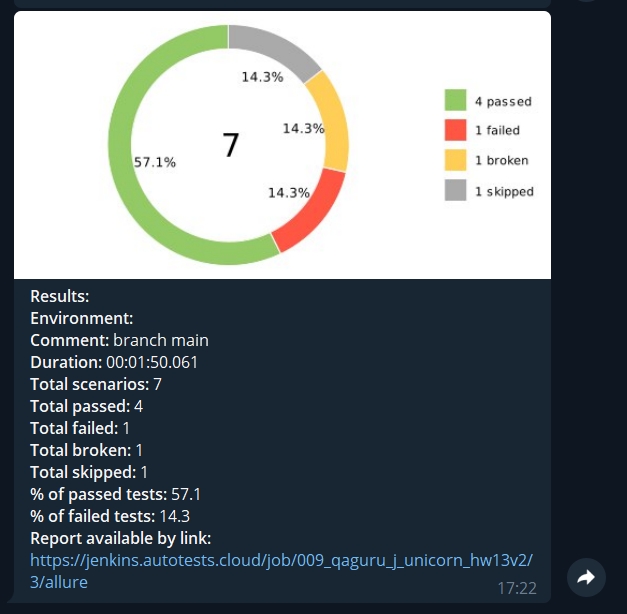 14.3%
14.3%
7
57.1%
14.3%
4 passed
1 failed
1 broken
1 skipped
Results:
Environment:
Comment: branch main
Duration: 00:01:50.061
Total scenarios: 7
Total passed: 4
Total failed: 1
Total broken: 1
Total skipped: 1
% of passed tests: 57.1
% of failed tests: 14.3
Report available by link:
https://jenkins.autotests.cloud/job/009_qaguru_j_unicorn_hw13v2/
3/allure
17:22